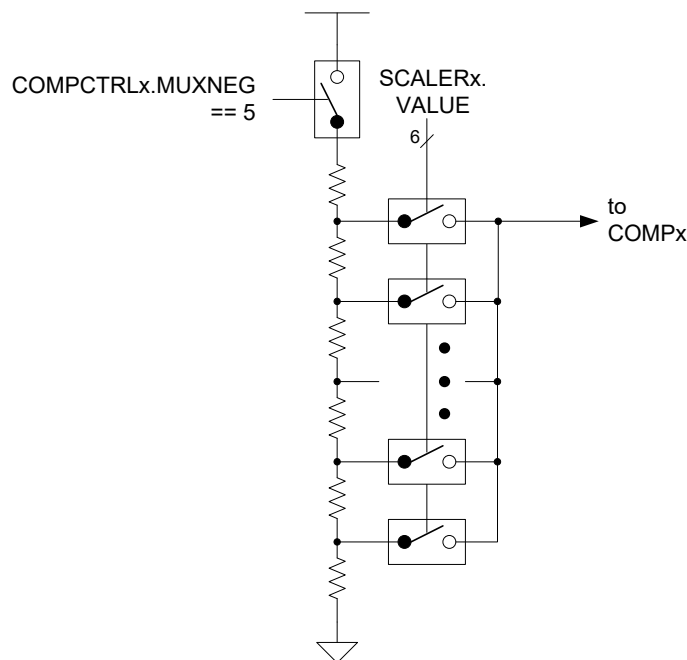 COMPCTRLx.MUXNEG
== 5
SCALERx.
VALUE
6
to
COMPx